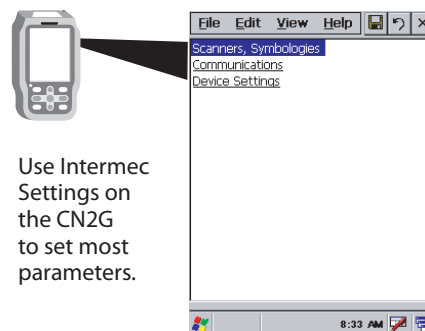 File Edit View Help
Scanners, Symbologies
Communications
Device Settings
Use Intermec
Settings on
the CN2G
to set most
parameters.
8:33 AM